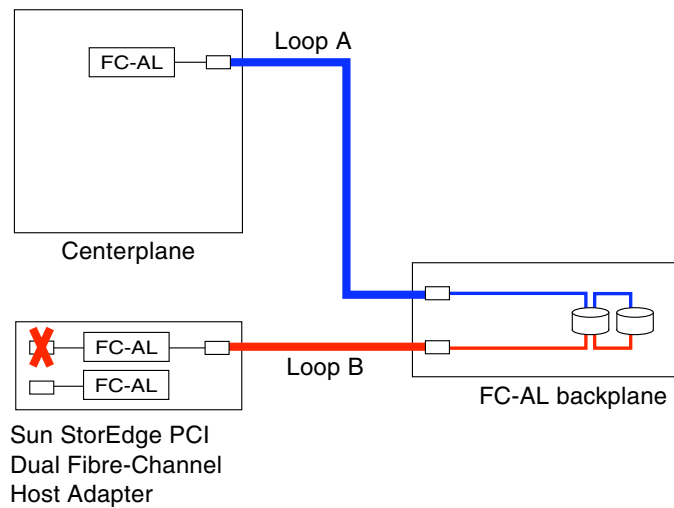 Loop A
FC-AL
Centerplane
FC-AL
Loop B
FC-AL
FC-AL backplane
Sun StorEdge PCI
Dual Fibre-Channel
Host Adapter